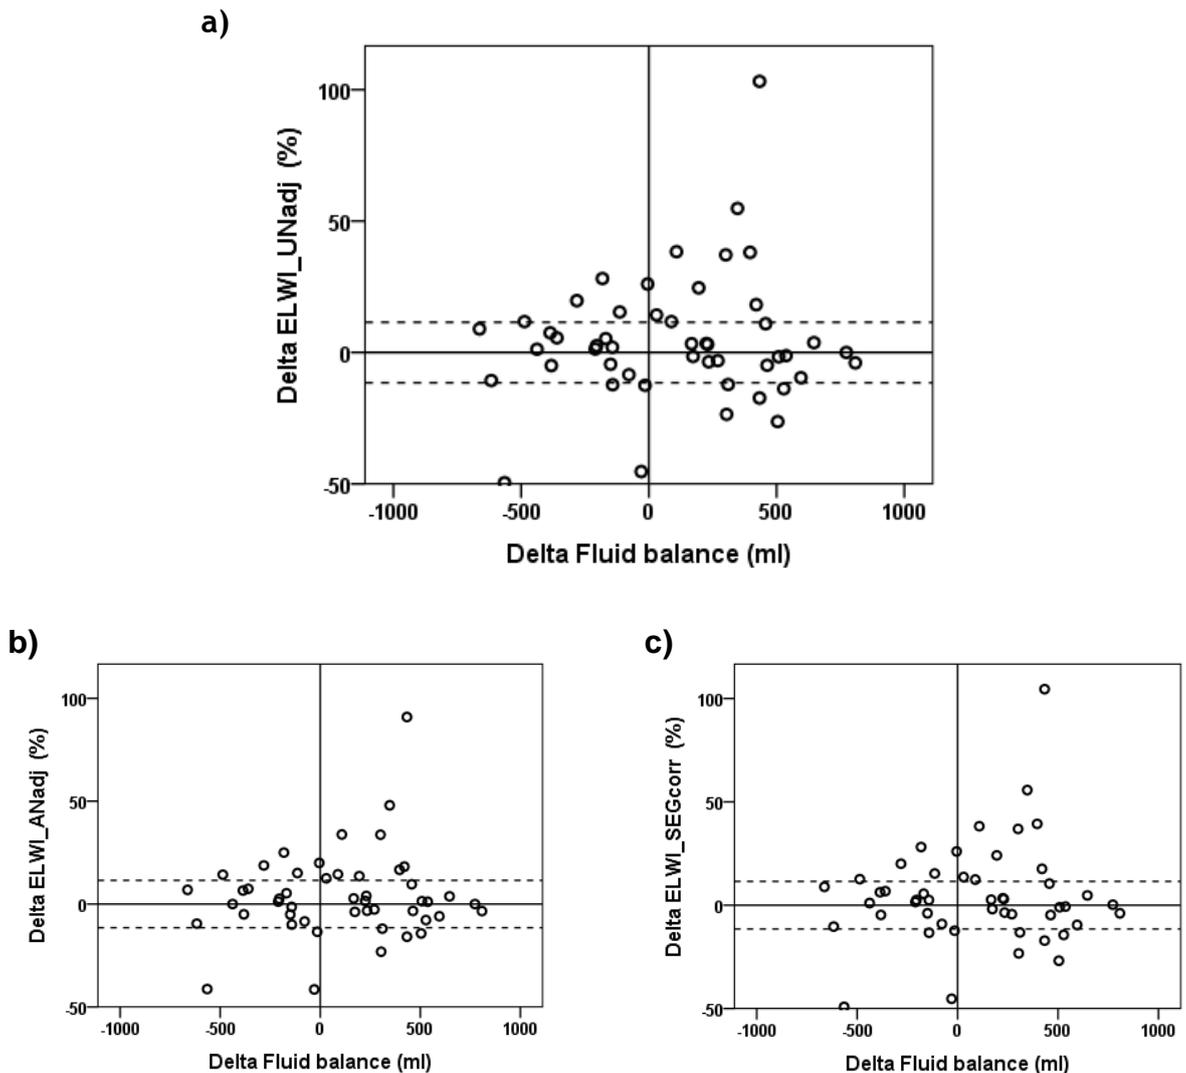 a)
100
50
0
-50
Delta ELWI_UNadj (%)
-1000 -500 0 500 1000
Delta Fluid balance (ml)
b)
100
50
0
-50
Delta ELWI_ANadj (%)
-1000 -500 0 500 1000
Delta Fluid balance (ml)
c)
100
50
0
-50
Delta ELWI_SEGcorr (%)
-1000 -500 0 500 1000
Delta Fluid balance (ml)